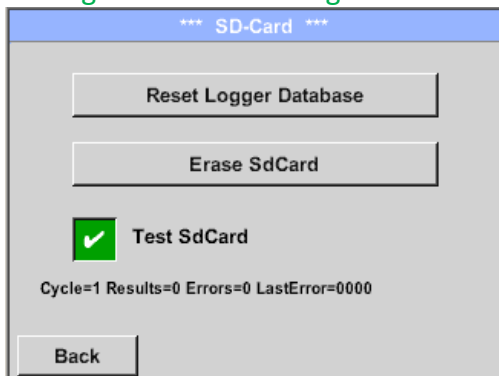 *** SD-Card ***
Reset Logger Database
Erase SdCard
✔ Test SdCard
Cycle=1 Results=0 Errors=0 LastError=0000
Back